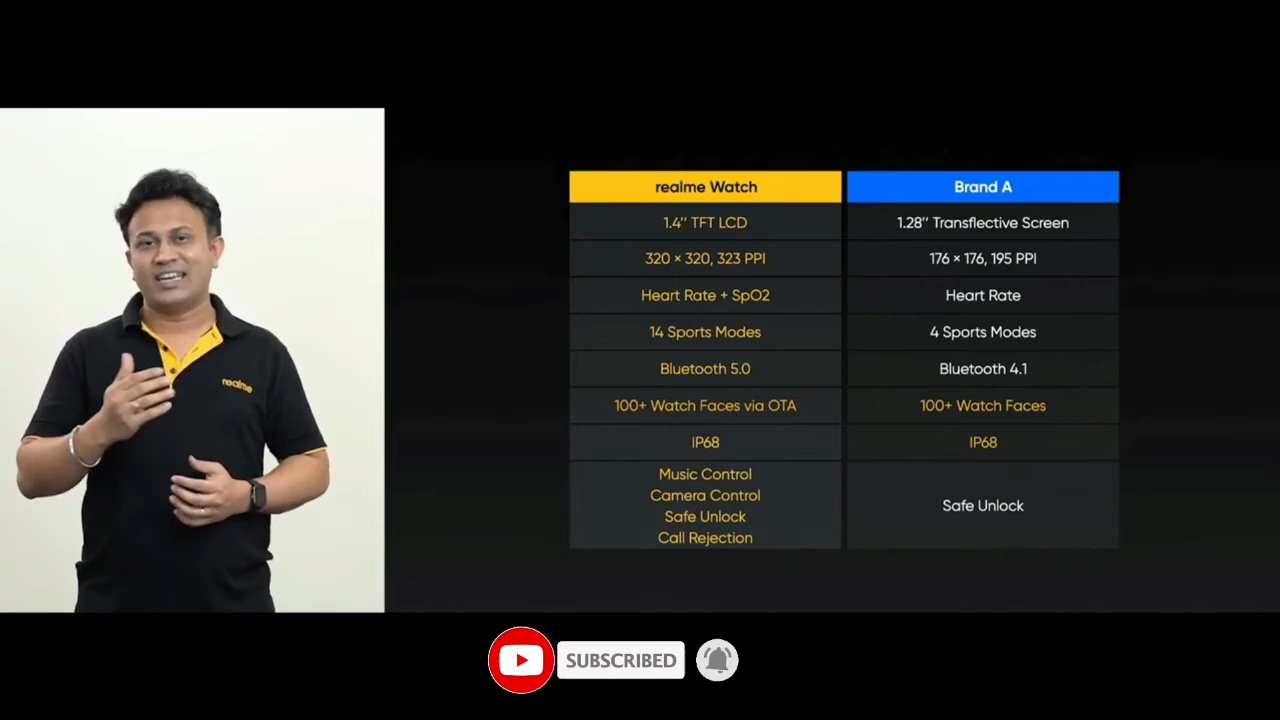 realme
realme Watch
Brand A
1.4″ TFT LCD
1.28″ Transflective Screen
320 × 320, 323 PPI
176 × 176, 195 PPI
Heart Rate + SpO2
Heart Rate
14 Sports Modes
4 Sports Modes
Bluetooth 5.0
Bluetooth 4.1
100+ Watch Faces via OTA
100+ Watch Faces
IP68
IP68
Music Control
Camera Control
Safe Unlock
Call Rejection
Safe Unlock
SUBSCRIBED